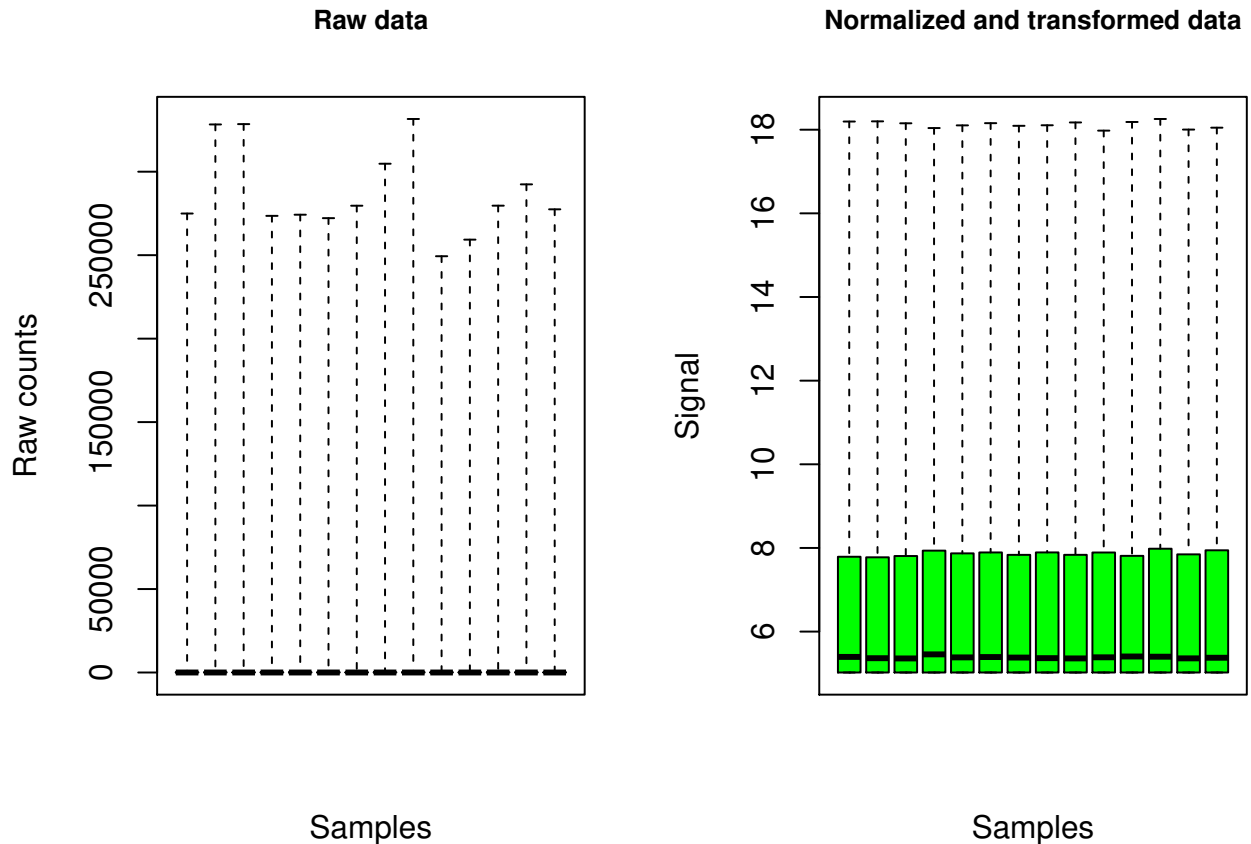 Raw data
Raw counts
0
50000
150000
250000
Samples
Normalized and transformed data
Signal
6
8
10
12
14
16
18
Samples